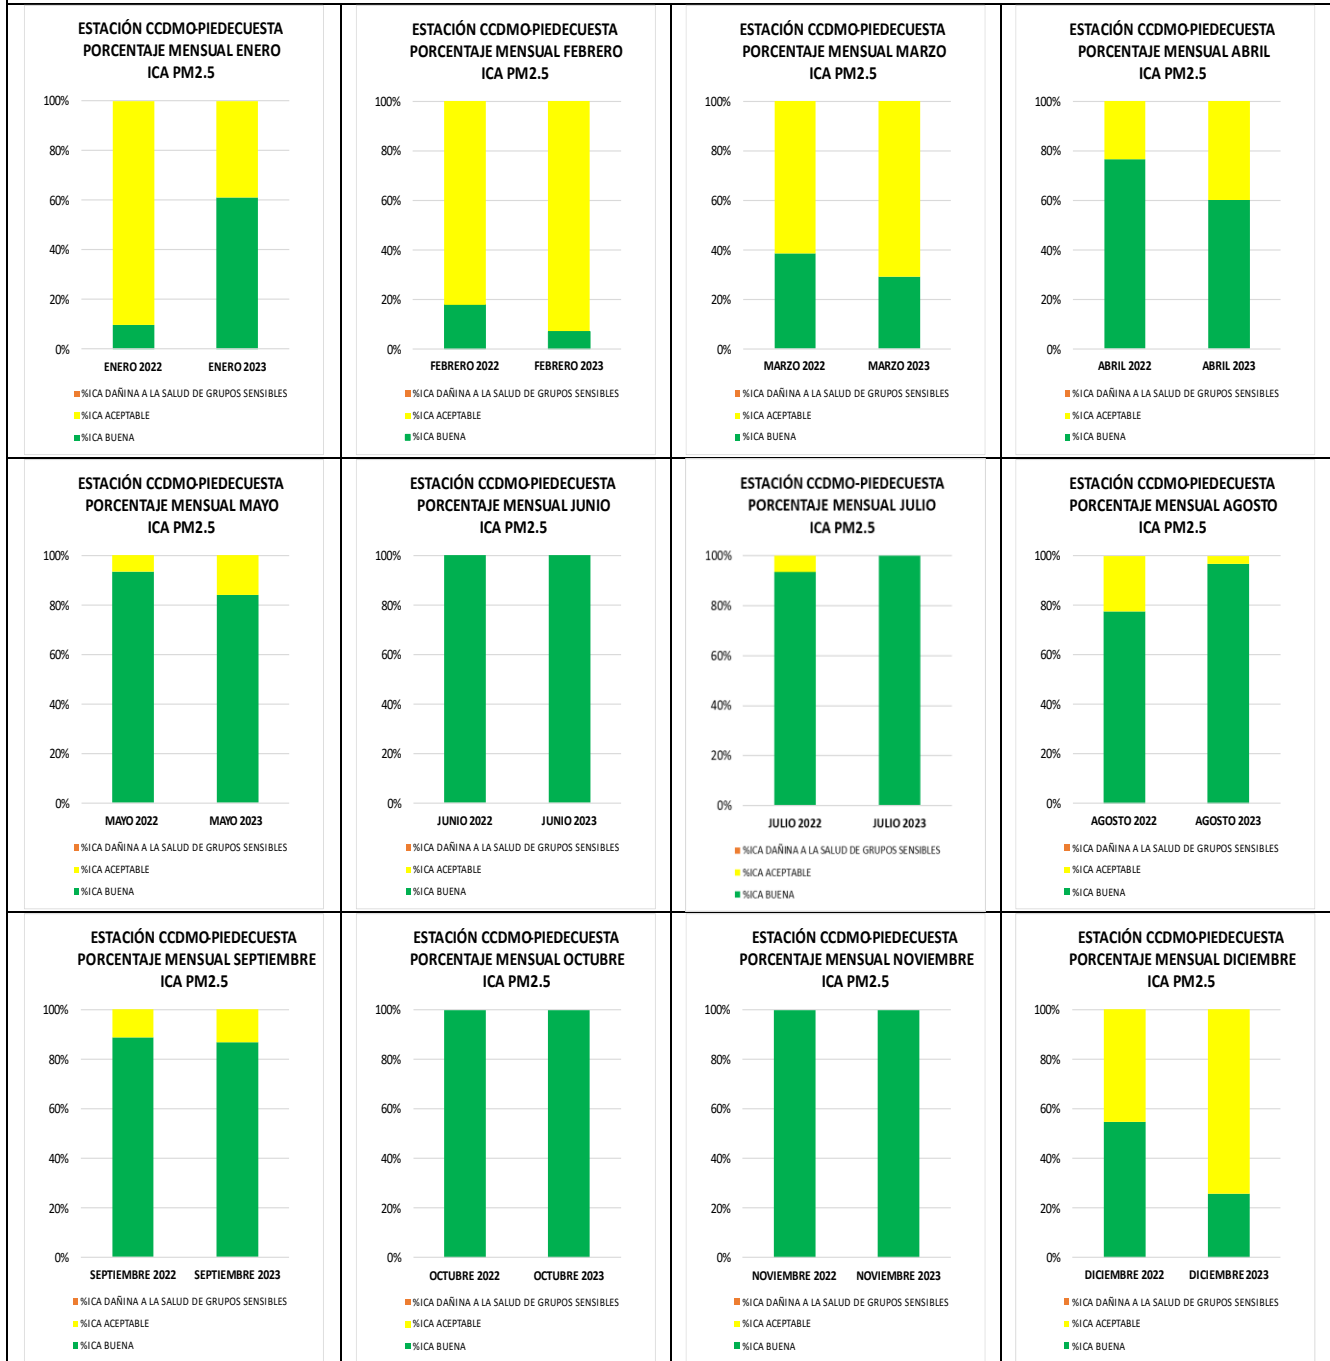 ESTACIÓN CCDMO-PIEDECUESTA
PORCENTAJE MENSUAL ENERO
ICA PM2.5
100%
80%
60%
40%
20%
0%
ENERO 2022
ENERO 2023
%ICA DAÑINA A LA SALUD DE GRUPOS SENSIBLES
%ICA ACEPTABLE
%ICA BUENA
ESTACIÓN CCDMO-PIEDECUESTA
PORCENTAJE MENSUAL FEBRERO
ICA PM2.5
100%
80%
60%
40%
20%
0%
FEBRERO 2022
FEBRERO 2023
%ICA DAÑINA A LA SALUD DE GRUPOS SENSIBLES
%ICA ACEPTABLE
%ICA BUENA
ESTACIÓN CCDMO-PIEDECUESTA
PORCENTAJE MENSUAL MARZO
ICA PM2.5
100%
80%
60%
40%
20%
0%
MARZO 2022
MARZO 2023
%ICA DAÑINA A LA SALUD DE GRUPOS SENSIBLES
%ICA ACEPTABLE
%ICA BUENA
ESTACIÓN CCDMO-PIEDECUESTA
PORCENTAJE MENSUAL ABRIL
ICA PM2.5
100%
80%
60%
40%
20%
0%
ABRIL 2022
ABRIL 2023
%ICA DAÑINA A LA SALUD DE GRUPOS SENSIBLES
%ICA ACEPTABLE
%ICA BUENA
ESTACIÓN CCDMO-PIEDECUESTA
PORCENTAJE MENSUAL MAYO
ICA PM2.5
100%
80%
60%
40%
20%
0%
MAYO 2022
MAYO 2023
%ICA DAÑINA A LA SALUD DE GRUPOS SENSIBLES
%ICA ACEPTABLE
%ICA BUENA
ESTACIÓN CCDMO-PIEDECUESTA
PORCENTAJE MENSUAL JUNIO
ICA PM2.5
100%
80%
60%
40%
20%
0%
JUNIO 2022
JUNIO 2023
%ICA DAÑINA A LA SALUD DE GRUPOS SENSIBLES
%ICA ACEPTABLE
%ICA BUENA
ESTACIÓN CCDMO-PIEDECUESTA
PORCENTAJE MENSUAL JULIO
ICA PM2.5
100%
80%
60%
40%
20%
0%
JULIO 2022
JULIO 2023
%ICA DAÑINA A LA SALUD DE GRUPOS SENSIBLES
%ICA ACEPTABLE
%ICA BUENA
ESTACIÓN CCDMO-PIEDECUESTA
PORCENTAJE MENSUAL AGOSTO
ICA PM2.5
100%
80%
60%
40%
20%
0%
AGOSTO 2022
AGOSTO 2023
%ICA DAÑINA A LA SALUD DE GRUPOS SENSIBLES
%ICA ACEPTABLE
%ICA BUENA
ESTACIÓN CCDMO-PIEDECUESTA
PORCENTAJE MENSUAL SEPTIEMBRE
ICA PM2.5
100%
80%
60%
40%
20%
0%
SEPTIEMBRE 2022
SEPTIEMBRE 2023
%ICA DAÑINA A LA SALUD DE GRUPOS SENSIBLES
%ICA ACEPTABLE
%ICA BUENA
ESTACIÓN CCDMO-PIEDECUESTA
PORCENTAJE MENSUAL OCTUBRE
ICA PM2.5
100%
80%
60%
40%
20%
0%
OCTUBRE 2022
OCTUBRE 2023
%ICA DAÑINA A LA SALUD DE GRUPOS SENSIBLES
%ICA ACEPTABLE
%ICA BUENA
ESTACIÓN CCDMO-PIEDECUESTA
PORCENTAJE MENSUAL NOVIEMBRE
ICA PM2.5
100%
80%
60%
40%
20%
0%
NOVIEMBRE 2022
NOVIEMBRE 2023
%ICA DAÑINA A LA SALUD DE GRUPOS SENSIBLES
%ICA ACEPTABLE
%ICA BUENA
ESTACIÓN CCDMO-PIEDECUESTA
PORCENTAJE MENSUAL DICIEMBRE
ICA PM2.5
100%
80%
60%
40%
20%
0%
DICIEMBRE 2022
DICIEMBRE 2023
%ICA DAÑINA A LA SALUD DE GRUPOS SENSIBLES
%ICA ACEPTABLE
%ICA BUENA